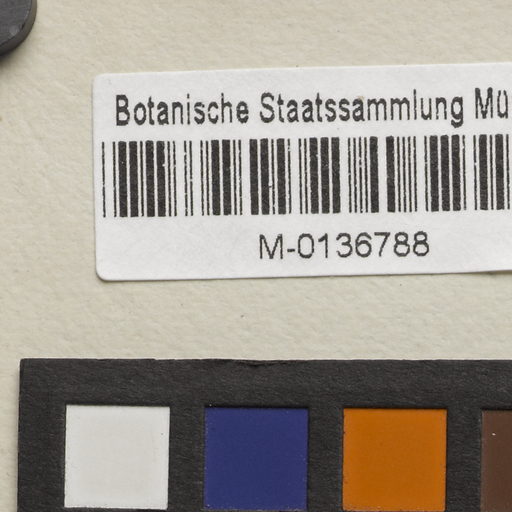 Botanische Staatssammlung Mü
M-0136788